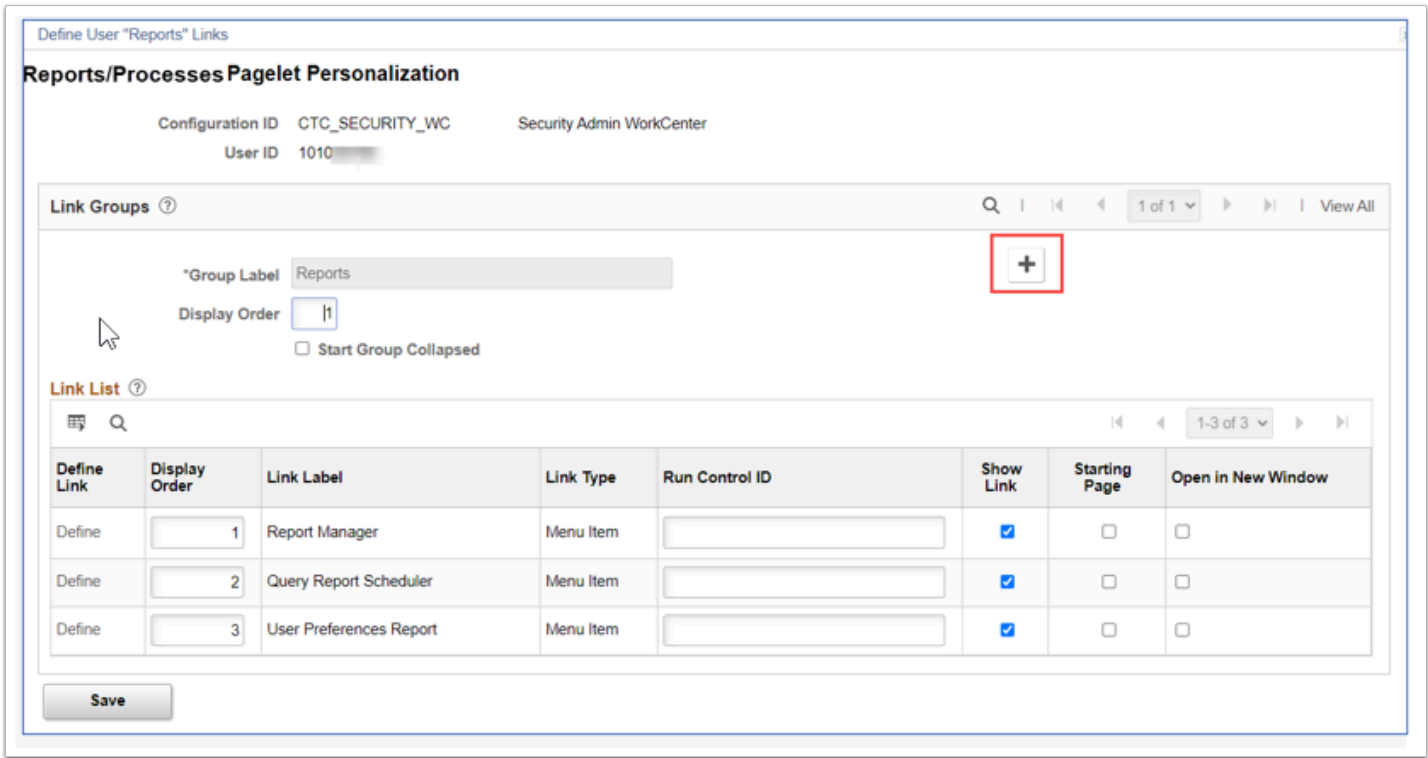 Define User "Reports" Links
Reports/Processes Pagelet Personalization
Configuration ID CTC_SECURITY_WC Security Admin WorkCenter
User ID 1010
Link Groups 1 of 1 View All
*Group Label Reports
Display Order 1
Start Group Collapsed
Link List
1-3 of 3
Define Link Display Order Link Label Link Type Run Control ID Show Link Starting Page Open in New Window
Define 1 Report Manager Menu Item
Define 2 Query Report Scheduler Menu Item
Define 3 User Preferences Report Menu Item
Save